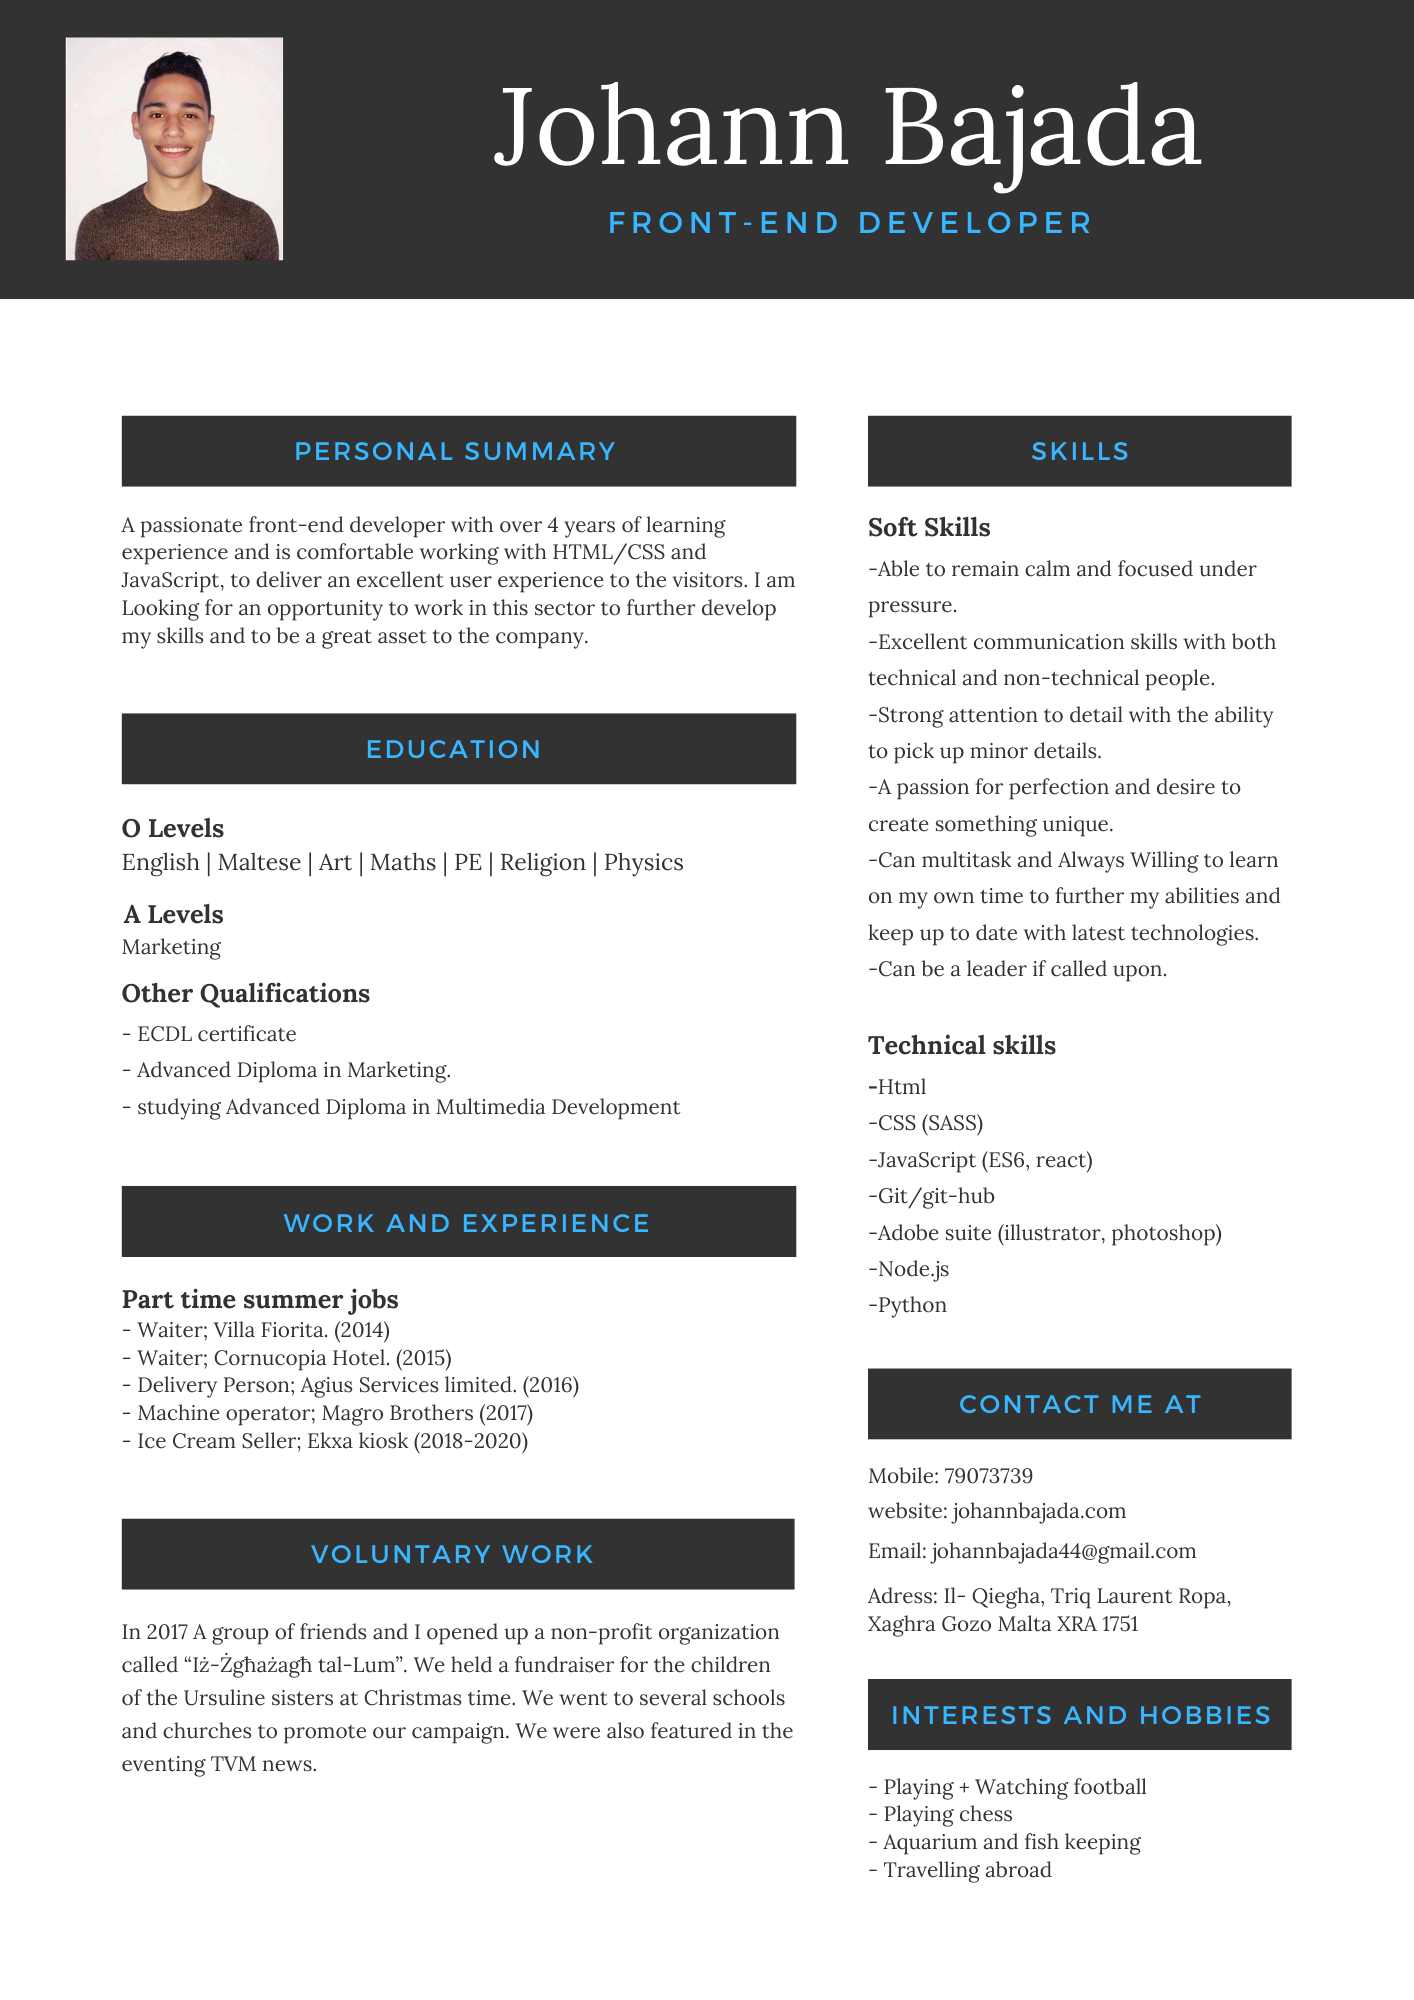 Johann Bajada
FRONT-END DEVELOPER
PERSONAL SUMMARY
A passionate front-end developer with over 4 years of learning
experience and is comfortable working with HTML/CSS and
JavaScript, to deliver an excellent user experience to the visitors. I am
Looking for an opportunity to work in this sector to further develop
my skills and to be a great asset to the company.
EDUCATION
O Levels
English | Maltese | Art | Maths | PE | Religion | Physics
A Levels
Marketing
Other Qualifications
- ECDL certificate
- Advanced Diploma in Marketing.
- studying Advanced Diploma in Multimedia Development
WORK AND EXPERIENCE
Part time summer jobs
- Waiter; Villa Fiorita. (2014)
- Waiter; Cornucopia Hotel. (2015)
- Delivery Person; Agius Services limited. (2016)
- Machine operator; Magro Brothers (2017)
- Ice Cream Seller; Ekxa kiosk (2018-2020)
VOLUNTARY WORK
In 2017 A group of friends and I opened up a non-profit organization
called “Iż-Żgħażagħ tal-Lum”. We held a fundraiser for the children
of the Ursuline sisters at Christmas time. We went to several schools
and churches to promote our campaign. We were also featured in the
eventing TVM news.
SKILLS
Soft Skills
-Able to remain calm and focused under
pressure.
-Excellent communication skills with both
technical and non-technical people.
-Strong attention to detail with the ability
to pick up minor details.
-A passion for perfection and desire to
create something unique.
-Can multitask and Always Willing to learn
on my own time to further my abilities and
keep up to date with latest technologies.
-Can be a leader if called upon.
Technical skills
-Html
-CSS (SASS)
-JavaScript (ES6, react)
-Git/git-hub
-Adobe suite (illustrator, photoshop)
-Node.js
-Python
CONTACT ME AT
Mobile: 79073739
website: johannbajada.com
Email: johannbajada44@gmail.com
Adress: Il- Qiegha, Triq Laurent Ropa,
Xaghra Gozo Malta XRA 1751
INTERESTS AND HOBBIES
- Playing + Watching football
- Playing chess
- Aquarium and fish keeping
- Travelling abroad